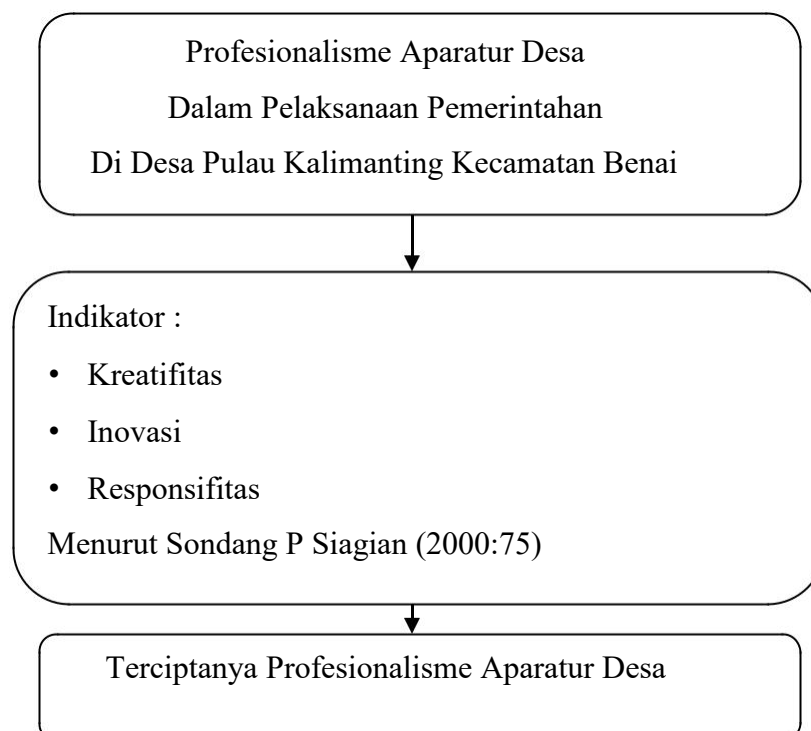 Profesionalisme Aparatur Desa
Dalam Pelaksanaan Pemerintahan
Di Desa Pulau Kalimanting Kecamatan Benai
Indikator :
• Kreatifitas
• Inovasi
• Responsifitas
Menurut Sondang P Siagian (2000:75)
Terciptanya Profesionalisme Aparatur Desa